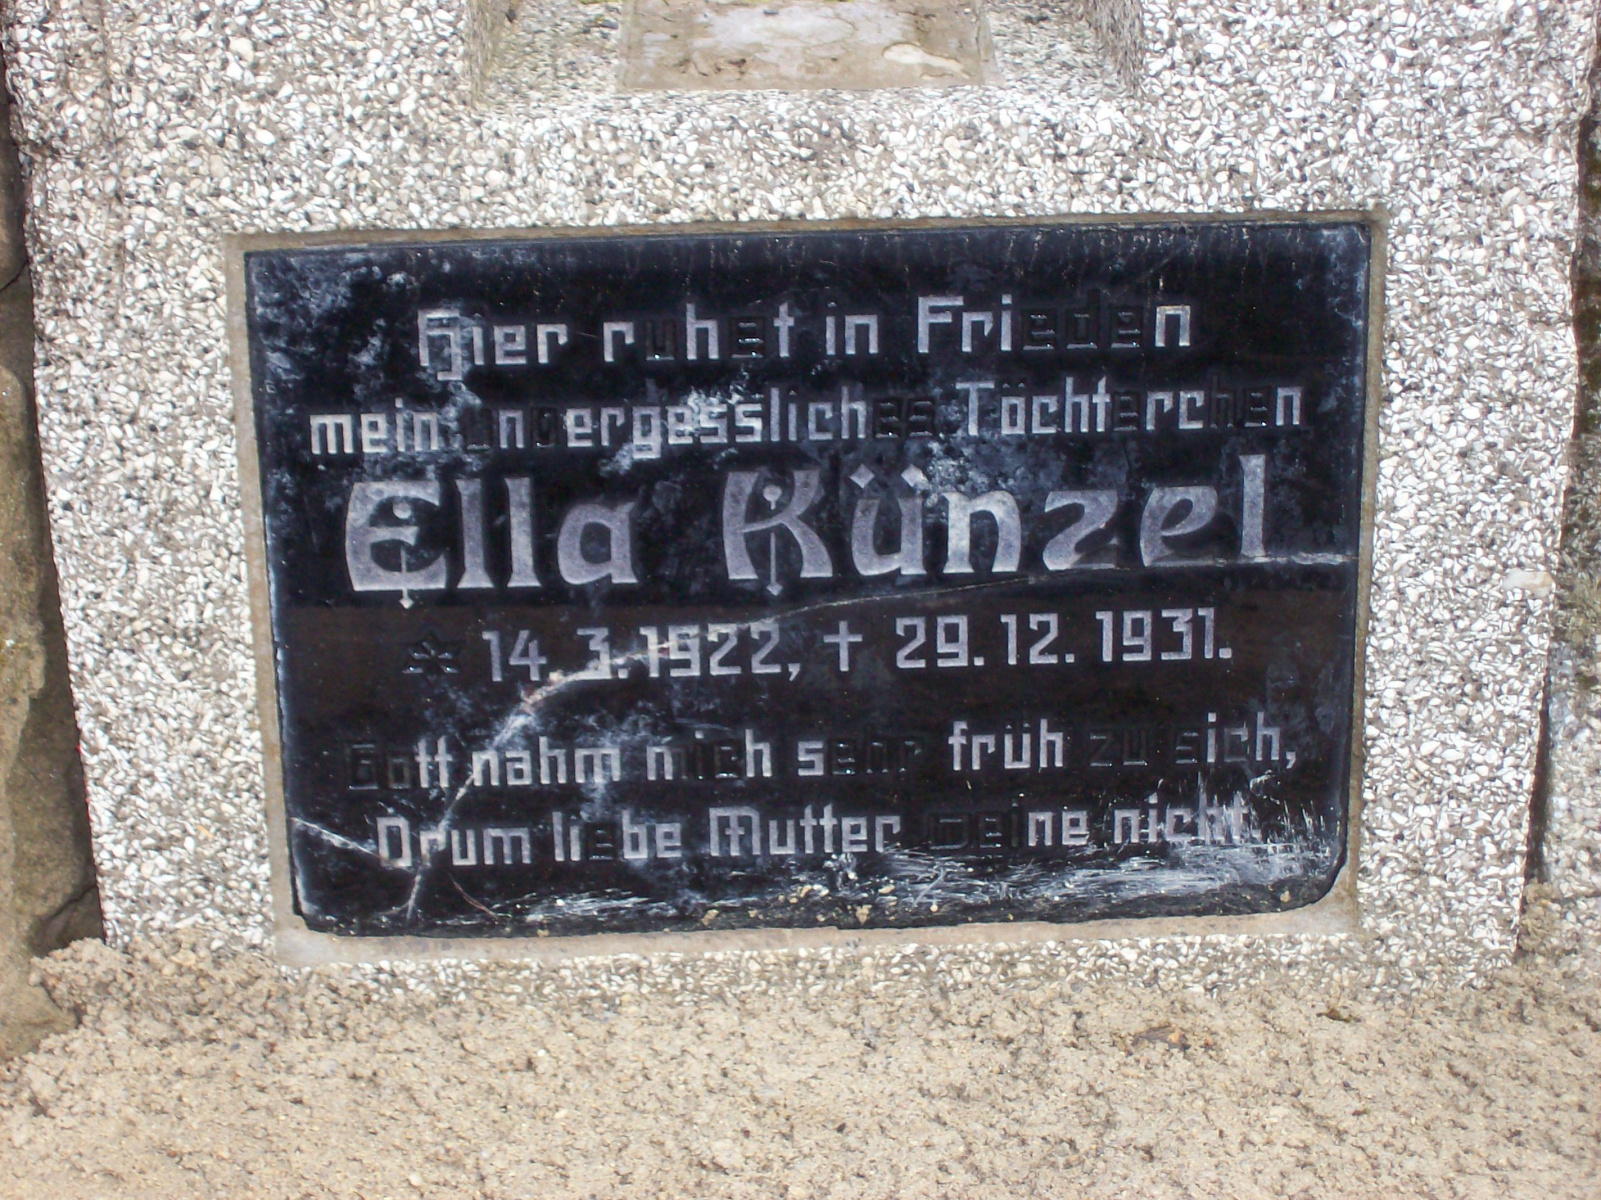 Hier ruhet in Frieden
mein unvergessliches Töchterchen
Ella Künzel
* 14. 3. 1922, † 29. 12. 1931.
Gott nahm mich sehr früh zu sich,
Drum liebe Mutter weine nicht.